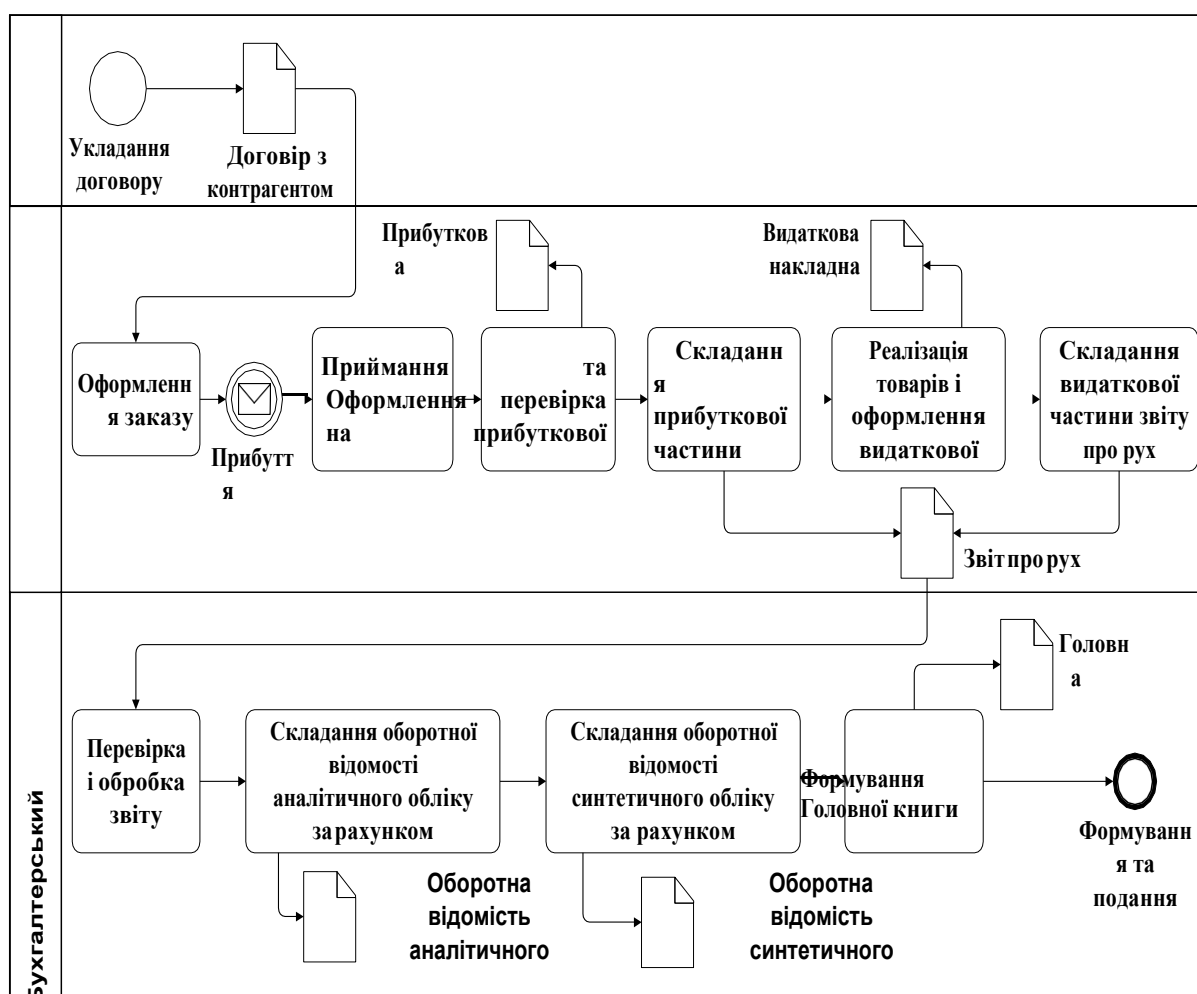 Укладання
договору
Договір з
контрагентом
Прибутков
а
Видаткова
накладна
Оформленн
я заказу
Прибутт
я
Приймання
Оформлення
на
та
перевірка
прибуткової
Складанн
я
прибуткової
частини
Реалізація
товарів і
оформлення
видаткової
Складання
видаткової
частини звіту
про рух
Звіт про рух
Бухгалтерський
Головн
а
Перевірка
і обробка
звіту
Складання оборотної
відомості
аналітичного обліку
за рахунком
Складання оборотної
відомості
синтетичного обліку
за рахунком
Формування
Головної книги
Формуванн
я та
подання
Оборотна
відомість
аналітичного
Оборотна
відомість
синтетичного